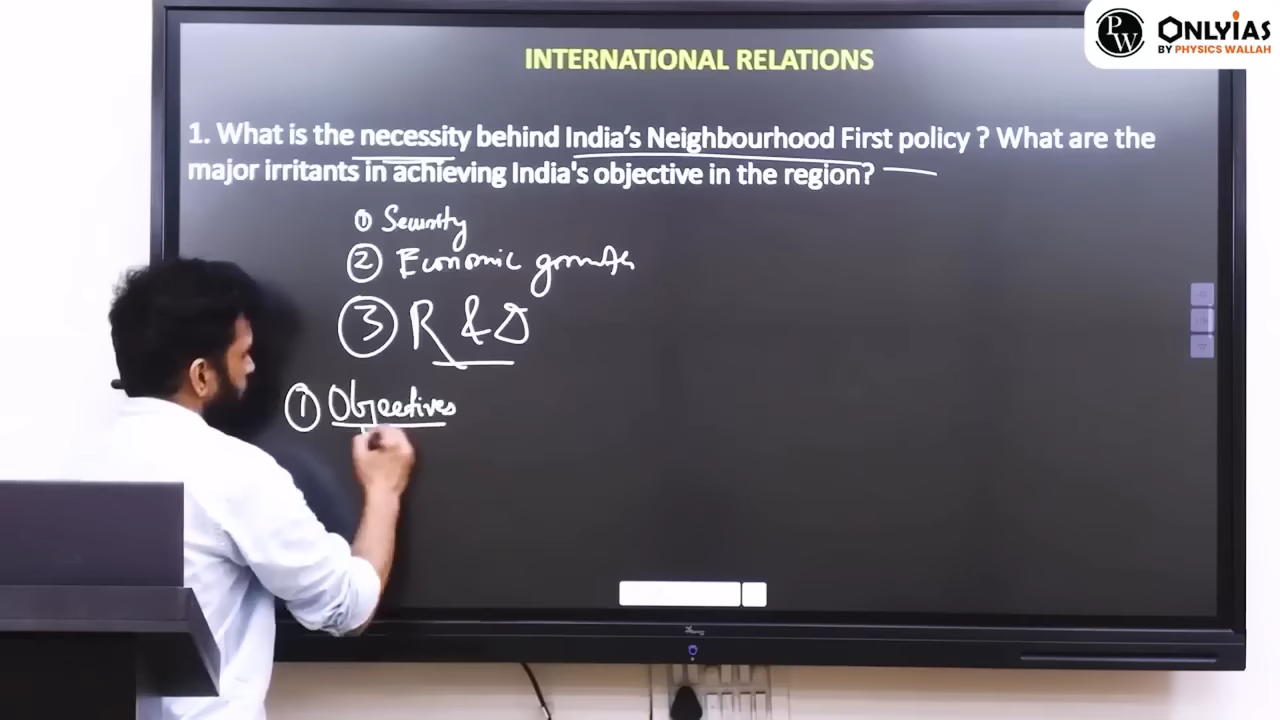 PW
ONLYIAS
BY PHYSICS WALLAH
INTERNATIONAL RELATIONS
1. What is the necessity behind India's Neighbourhood First policy ? What are the
major irritants in achieving India's objective in the region?
① Security
② Economic growth
③ R & D
① Objectives